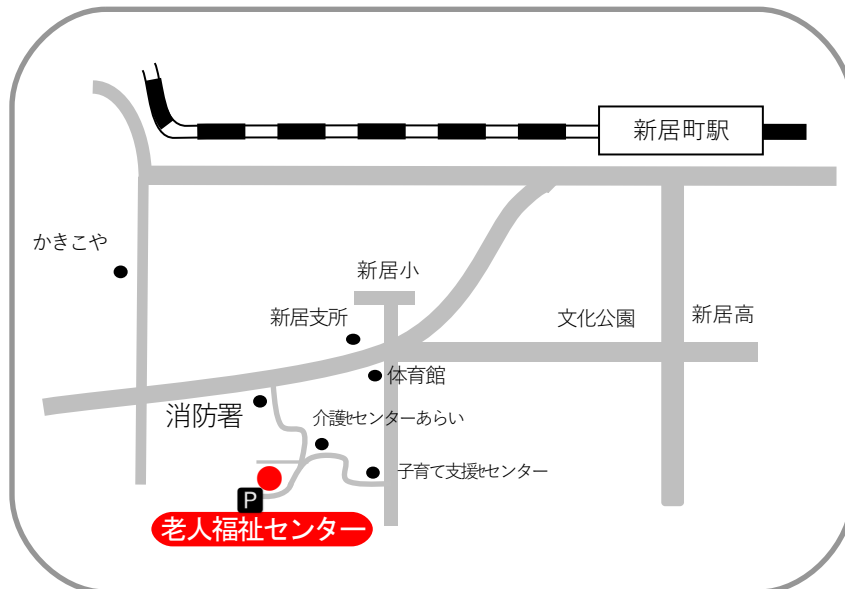 新居町駅
かきこや
新居小
新居支所
文化公園
新居高
体育館
消防署
介護センターあらい
子育て支援センター
P
老人福祉センター